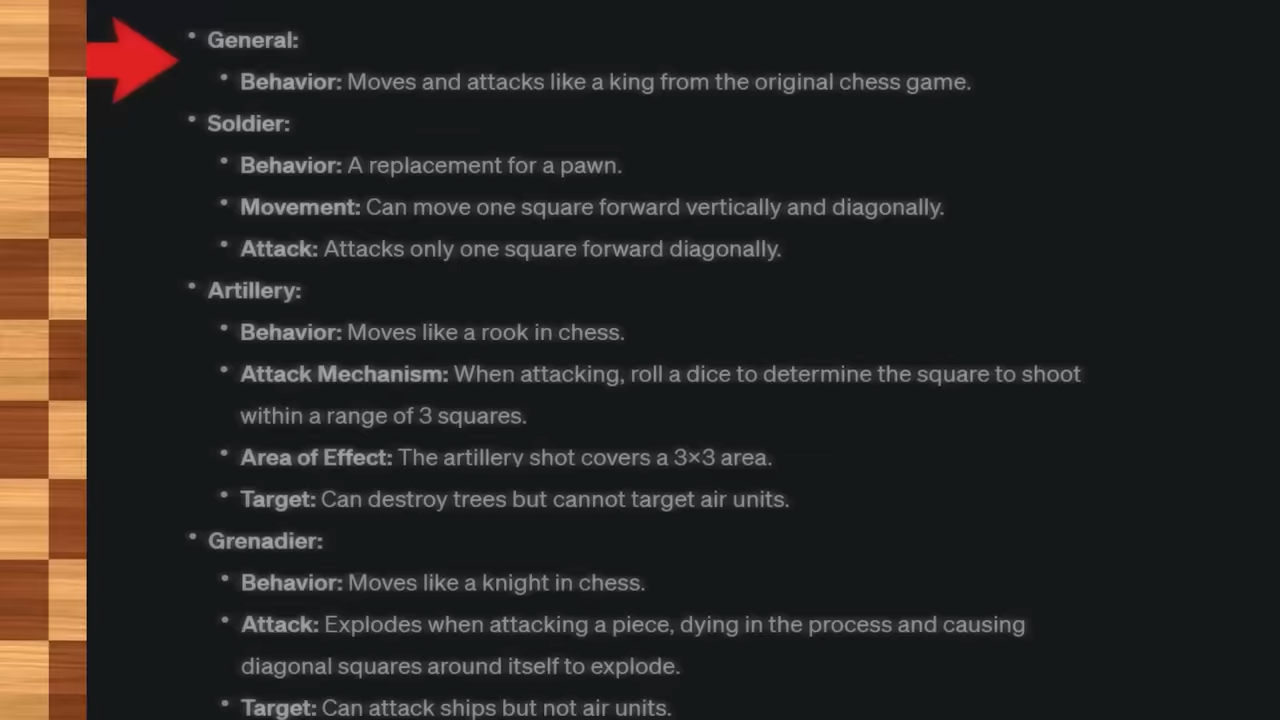 • General:
• Behavior: Moves and attacks like a king from the original chess game.
• Soldier:
• Behavior: A replacement for a pawn.
• Movement: Can move one square forward vertically and diagonally.
• Attack: Attacks only one square forward diagonally.
• Artillery:
• Behavior: Moves like a rook in chess.
• Attack Mechanism: When attacking, roll a dice to determine the square to shoot
within a range of 3 squares.
• Area of Effect: The artillery shot covers a 3×3 area.
• Target: Can destroy trees but cannot target air units.
• Grenadier:
• Behavior: Moves like a knight in chess.
• Attack: Explodes when attacking a piece, dying in the process and causing
diagonal squares around itself to explode.
• Target: Can attack ships but not air units.